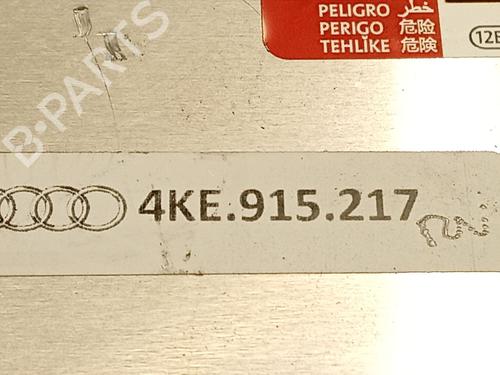 PELIGRO خطر
PERIGO 危险
TEHLİKE 危険
12E
4KE.915.217
B-PARTS